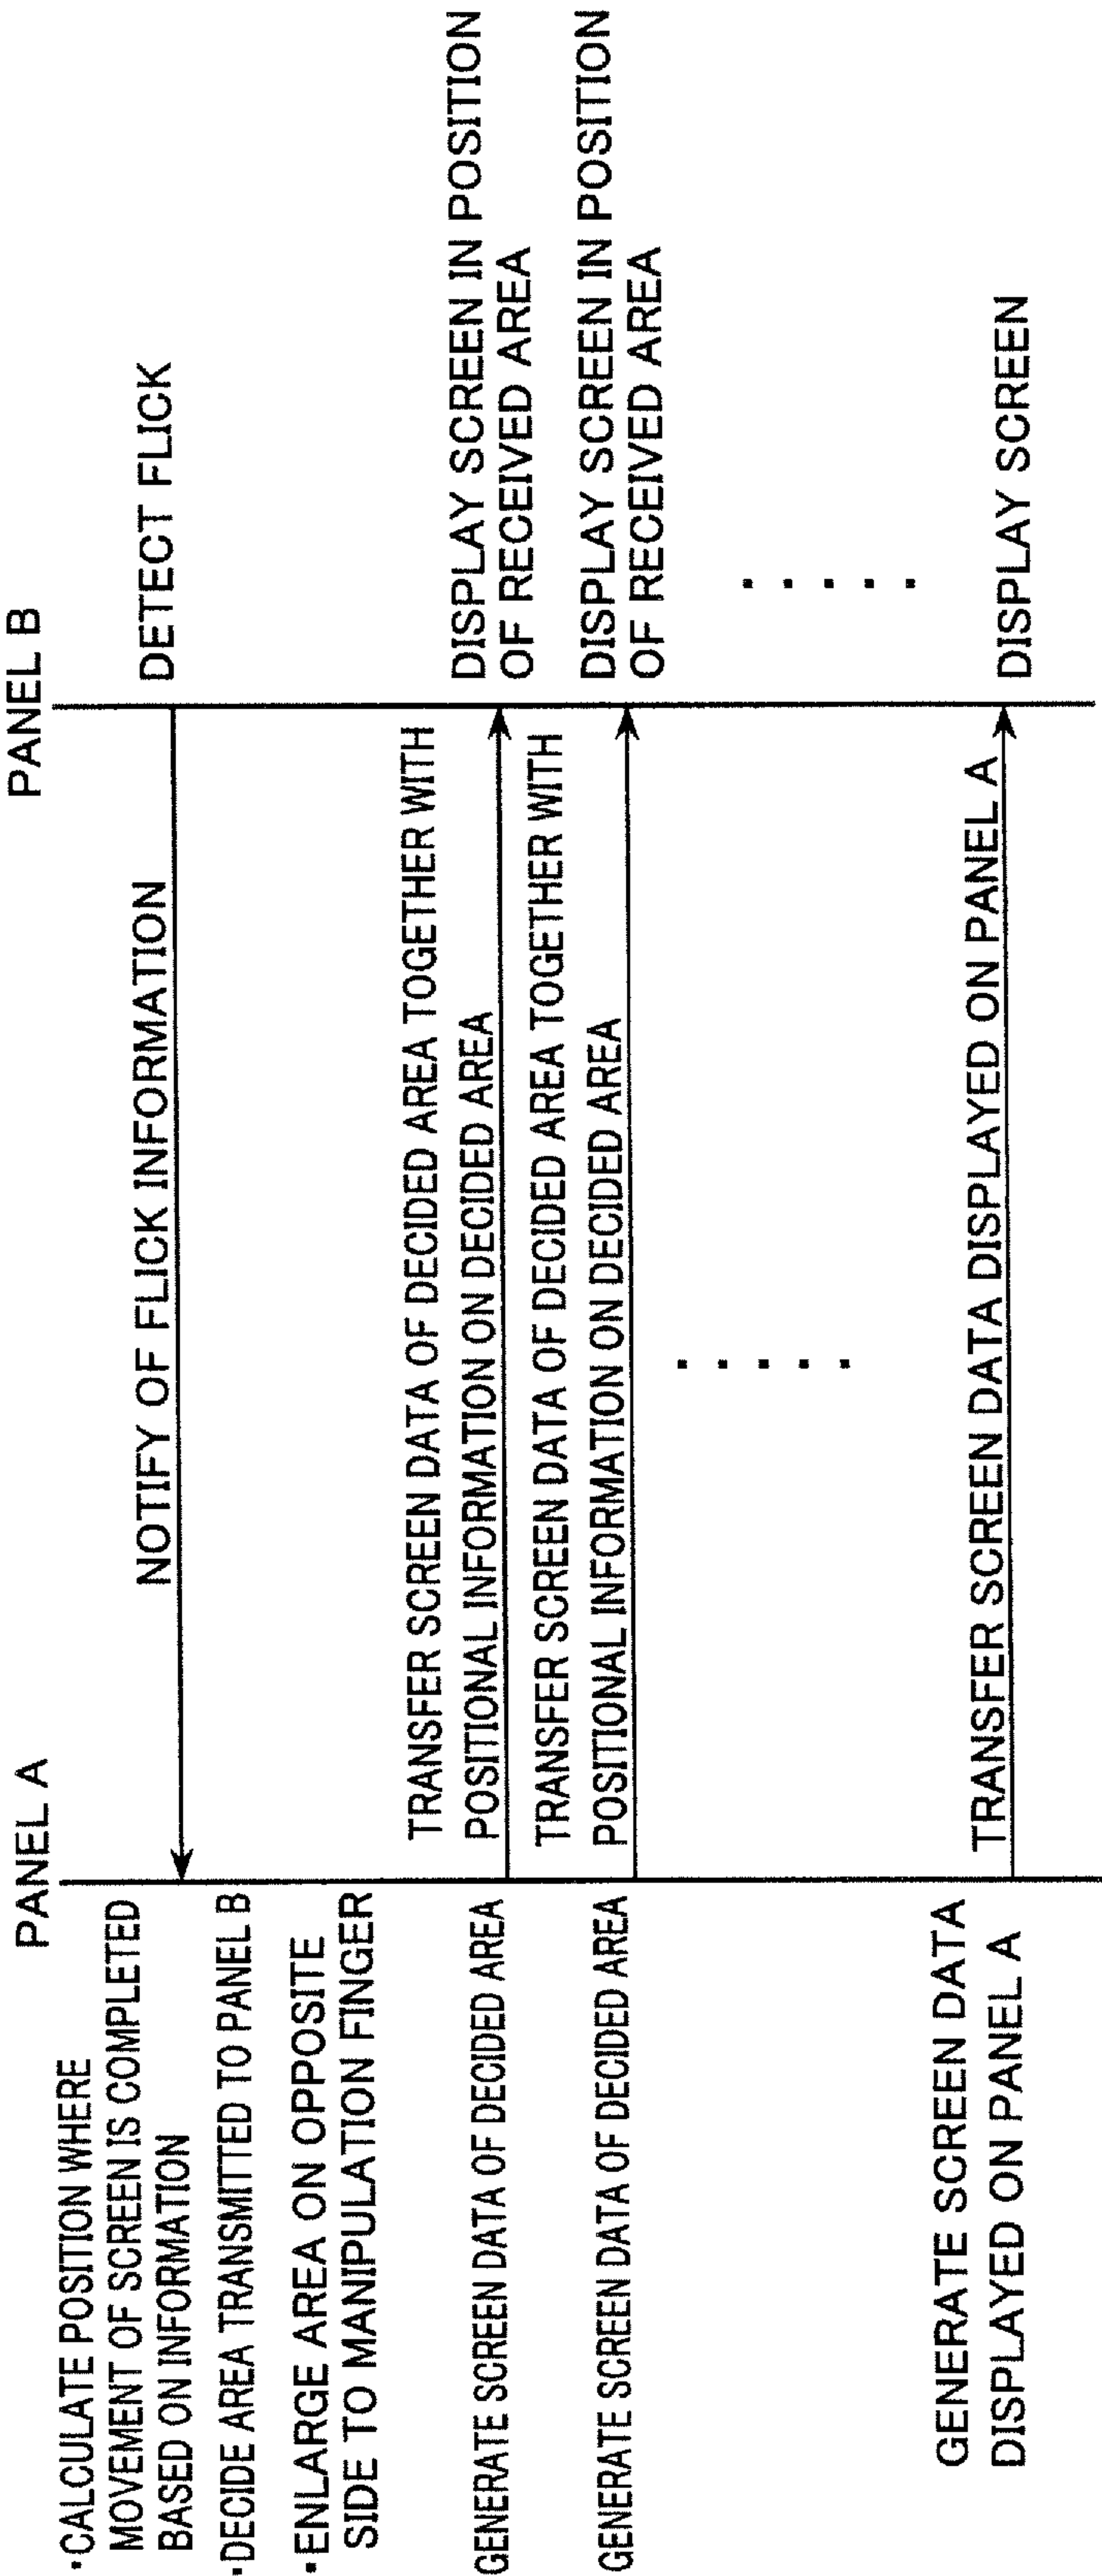 PANEL A
PANEL B
•CALCULATE POSITION WHERE
MOVEMENT OF SCREEN IS COMPLETED
BASED ON INFORMATION
NOTIFY OF FLICK INFORMATION
DETECT FLICK
•DECIDE AREA TRANSMITTED TO PANEL B
•ENLARGE AREA ON OPPOSITE
SIDE TO MANIPULATION FINGER
GENERATE SCREEN DATA OF DECIDED AREA
TRANSFER SCREEN DATA OF DECIDED AREA TOGETHER WITH
POSITIONAL INFORMATION ON DECIDED AREA
DISPLAY SCREEN IN POSITION
OF RECEIVED AREA
GENERATE SCREEN DATA OF DECIDED AREA
TRANSFER SCREEN DATA OF DECIDED AREA TOGETHER WITH
POSITIONAL INFORMATION ON DECIDED AREA
DISPLAY SCREEN IN POSITION
OF RECEIVED AREA
.....
.....
GENERATE SCREEN DATA
DISPLAYED ON PANEL A
TRANSFER SCREEN DATA DISPLAYED ON PANEL A
DISPLAY SCREEN